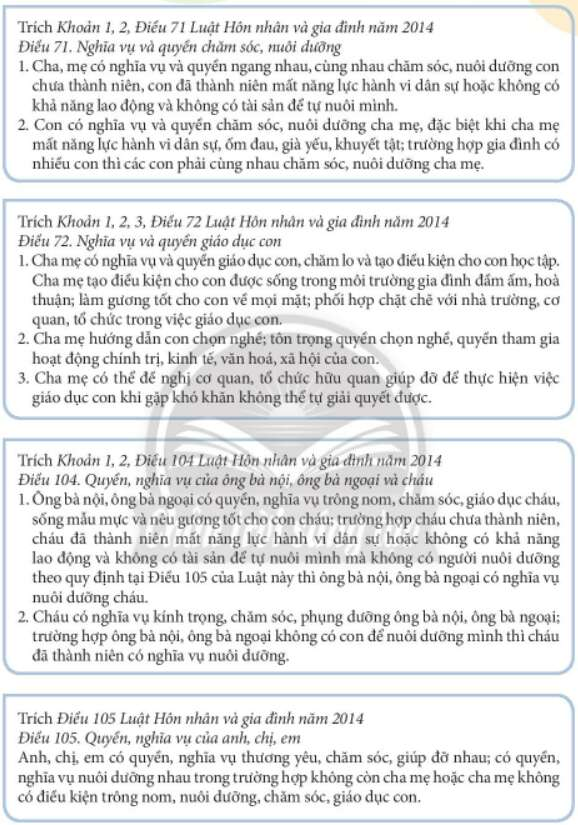 Trích Khoản 1, 2, Điều 71 Luật Hôn nhân và gia đình năm 2014
Điều 71. Nghĩa vụ và quyền chăm sóc, nuôi dưỡng
1. Cha, mẹ có nghĩa vụ và quyền ngang nhau, cùng nhau chăm sóc, nuôi dưỡng con
chưa thành niên, con đã thành niên mất năng lực hành vi dân sự hoặc không có
khả năng lao động và không có tài sản để tự nuôi mình.
2. Con có nghĩa vụ và quyền chăm sóc, nuôi dưỡng cha mẹ, đặc biệt khi cha mẹ
mất năng lực hành vi dân sự, ốm đau, già yếu, khuyết tật; trường hợp gia đình có
nhiều con thì các con phải cùng nhau chăm sóc, nuôi dưỡng cha mẹ.
Trích Khoản 1, 2, 3, Điều 72 Luật Hôn nhân và gia đình năm 2014
Điều 72. Nghĩa vụ và quyền giáo dục con
1. Cha mẹ có nghĩa vụ và quyền giáo dục con, chăm lo và tạo điều kiện cho con học tập.
Cha mẹ tạo điều kiện cho con được sống trong môi trường gia đình đầm ấm, hoà
thuận; làm gương tốt cho con về mọi mặt; phối hợp chặt chẽ với nhà trường, cơ
quan, tổ chức trong việc giáo dục con.
2. Cha mẹ hướng dẫn con chọn nghề; tôn trọng quyền chọn nghề, quyền tham gia
hoạt động chính trị, kinh tế, văn hoá, xã hội của con.
3. Cha mẹ có thể đề nghị cơ quan, tổ chức hữu quan giúp đỡ để thực hiện việc
giáo dục con khi gặp khó khăn không thể tự giải quyết được.
Trích Khoản 1, 2, Điều 104 Luật Hôn nhân và gia đình năm 2014
Điều 104. Quyền, nghĩa vụ của ông bà nội, ông bà ngoại và cháu
1. Ông bà nội, ông bà ngoại có quyền, nghĩa vụ trông nom, chăm sóc, giáo dục cháu,
sống mẫu mực và nêu gương tốt cho con cháu; trường hợp cháu chưa thành niên,
cháu đã thành niên mất năng lực hành vi dân sự hoặc không có khả năng
lao động và không có tài sản để tự nuôi mình mà không có người nuôi dưỡng
theo quy định tại Điều 105 của Luật này thì ông bà nội, ông bà ngoại có nghĩa vụ
nuôi dưỡng cháu.
2. Cháu có nghĩa vụ kính trọng, chăm sóc, phụng dưỡng ông bà nội, ông bà ngoại;
trường hợp ông bà nội, ông bà ngoại không có con để nuôi dưỡng mình thì cháu
đã thành niên có nghĩa vụ nuôi dưỡng.
Trích Điều 105 Luật Hôn nhân và gia đình năm 2014
Điều 105. Quyền, nghĩa vụ của anh, chị, em
Anh, chị, em có quyền, nghĩa vụ thương yêu, chăm sóc, giúp đỡ nhau; có quyền,
nghĩa vụ nuôi dưỡng nhau trong trường hợp không còn cha mẹ hoặc cha mẹ không
có điều kiện trông nom, nuôi dưỡng, chăm sóc, giáo dục con.